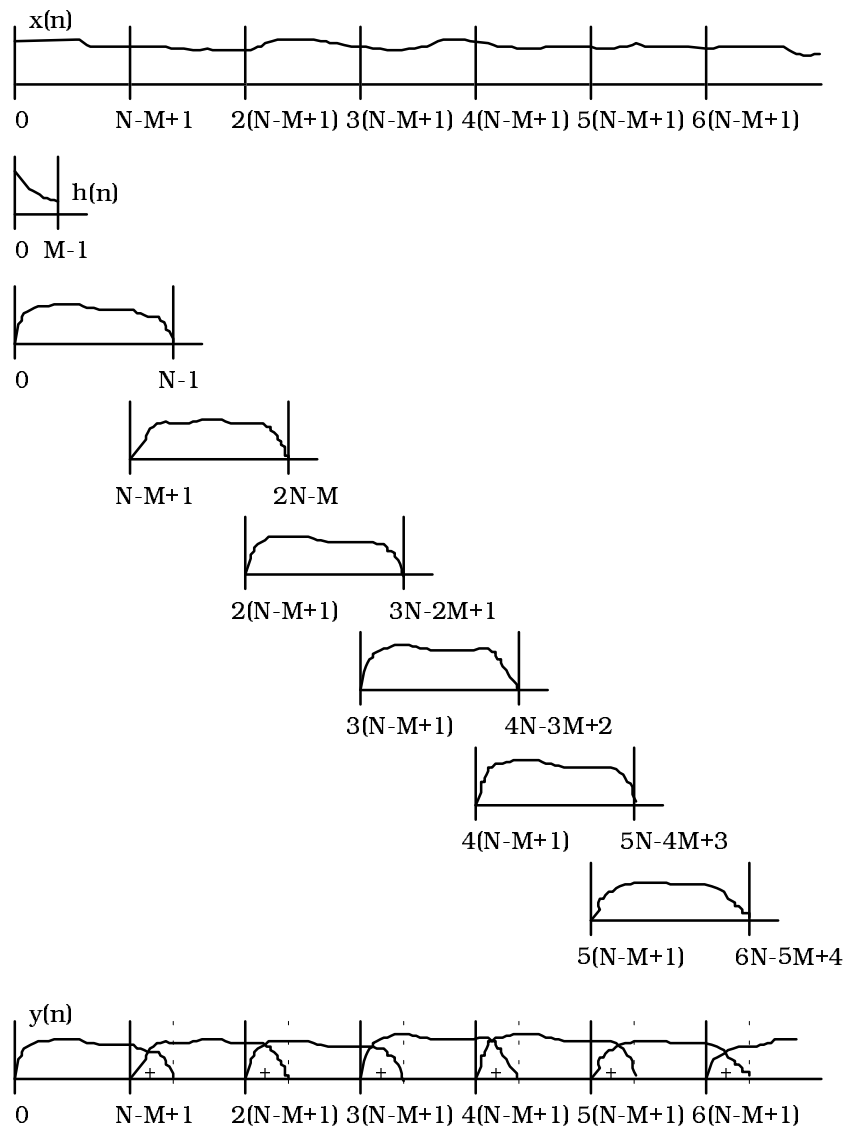 x(n)
0 N-M+1 2(N-M+1) 3(N-M+1) 4(N-M+1) 5(N-M+1) 6(N-M+1)
h(n)
0 M-1
0 N-1
N-M+1 2N-M
2(N-M+1) 3N-2M+1
3(N-M+1) 4N-3M+2
4(N-M+1) 5N-4M+3
5(N-M+1) 6N-5M+4
y(n)
+ + + + + +
0 N-M+1 2(N-M+1) 3(N-M+1) 4(N-M+1) 5(N-M+1) 6(N-M+1)